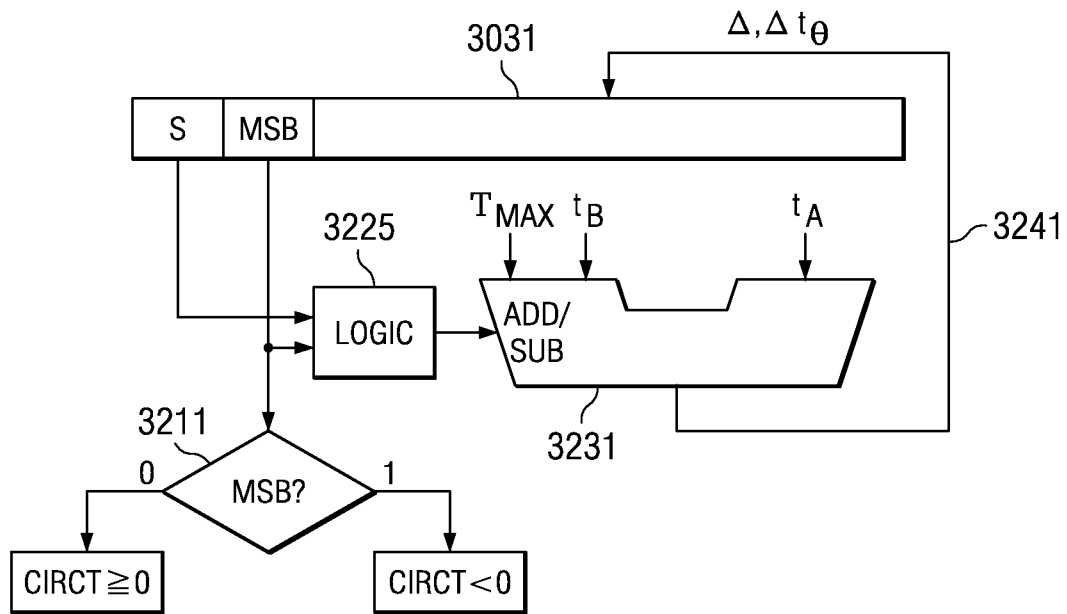 Δ, Δ tθ
3031
S MSB
TMAX tB tA
3225
3241
LOGIC
ADD/
SUB
3211
3231
0 MSB? 1
CIRCT≧0
CIRCT<0